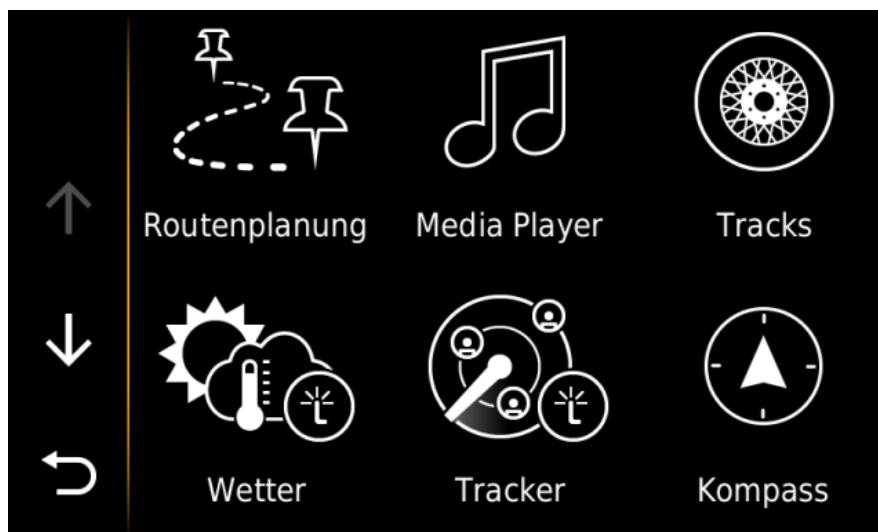 Routenplanung
Media Player
Tracks
Wetter
Tracker
Kompass